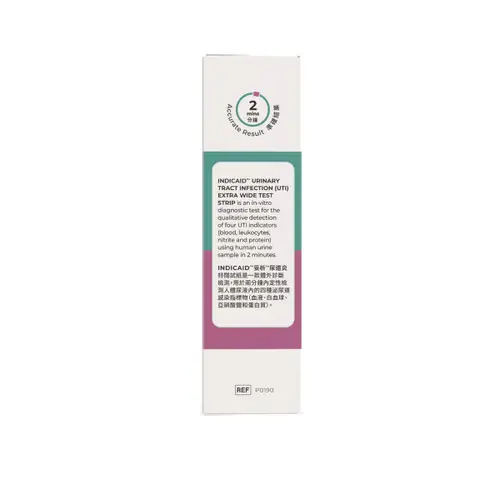 2
mins
分鐘
Accurate Result 準確結果
INDICAID™ URINARY
TRACT INFECTION (UTI)
EXTRA WIDE TEST
STRIP is an in-vitro
diagnostic test for the
qualitative detection
of four UTI indicators
(blood, leukocytes,
nitrite and protein)
using human urine
sample in 2 minutes.
INDICAID™妥析™尿道炎
特闊試紙是一款體外診斷
檢測,用於兩分鐘內定性檢
測人體尿液內的四種泌尿道
感染指標物(血液、白血球、
亞硝酸鹽和蛋白質)。
REF P0190